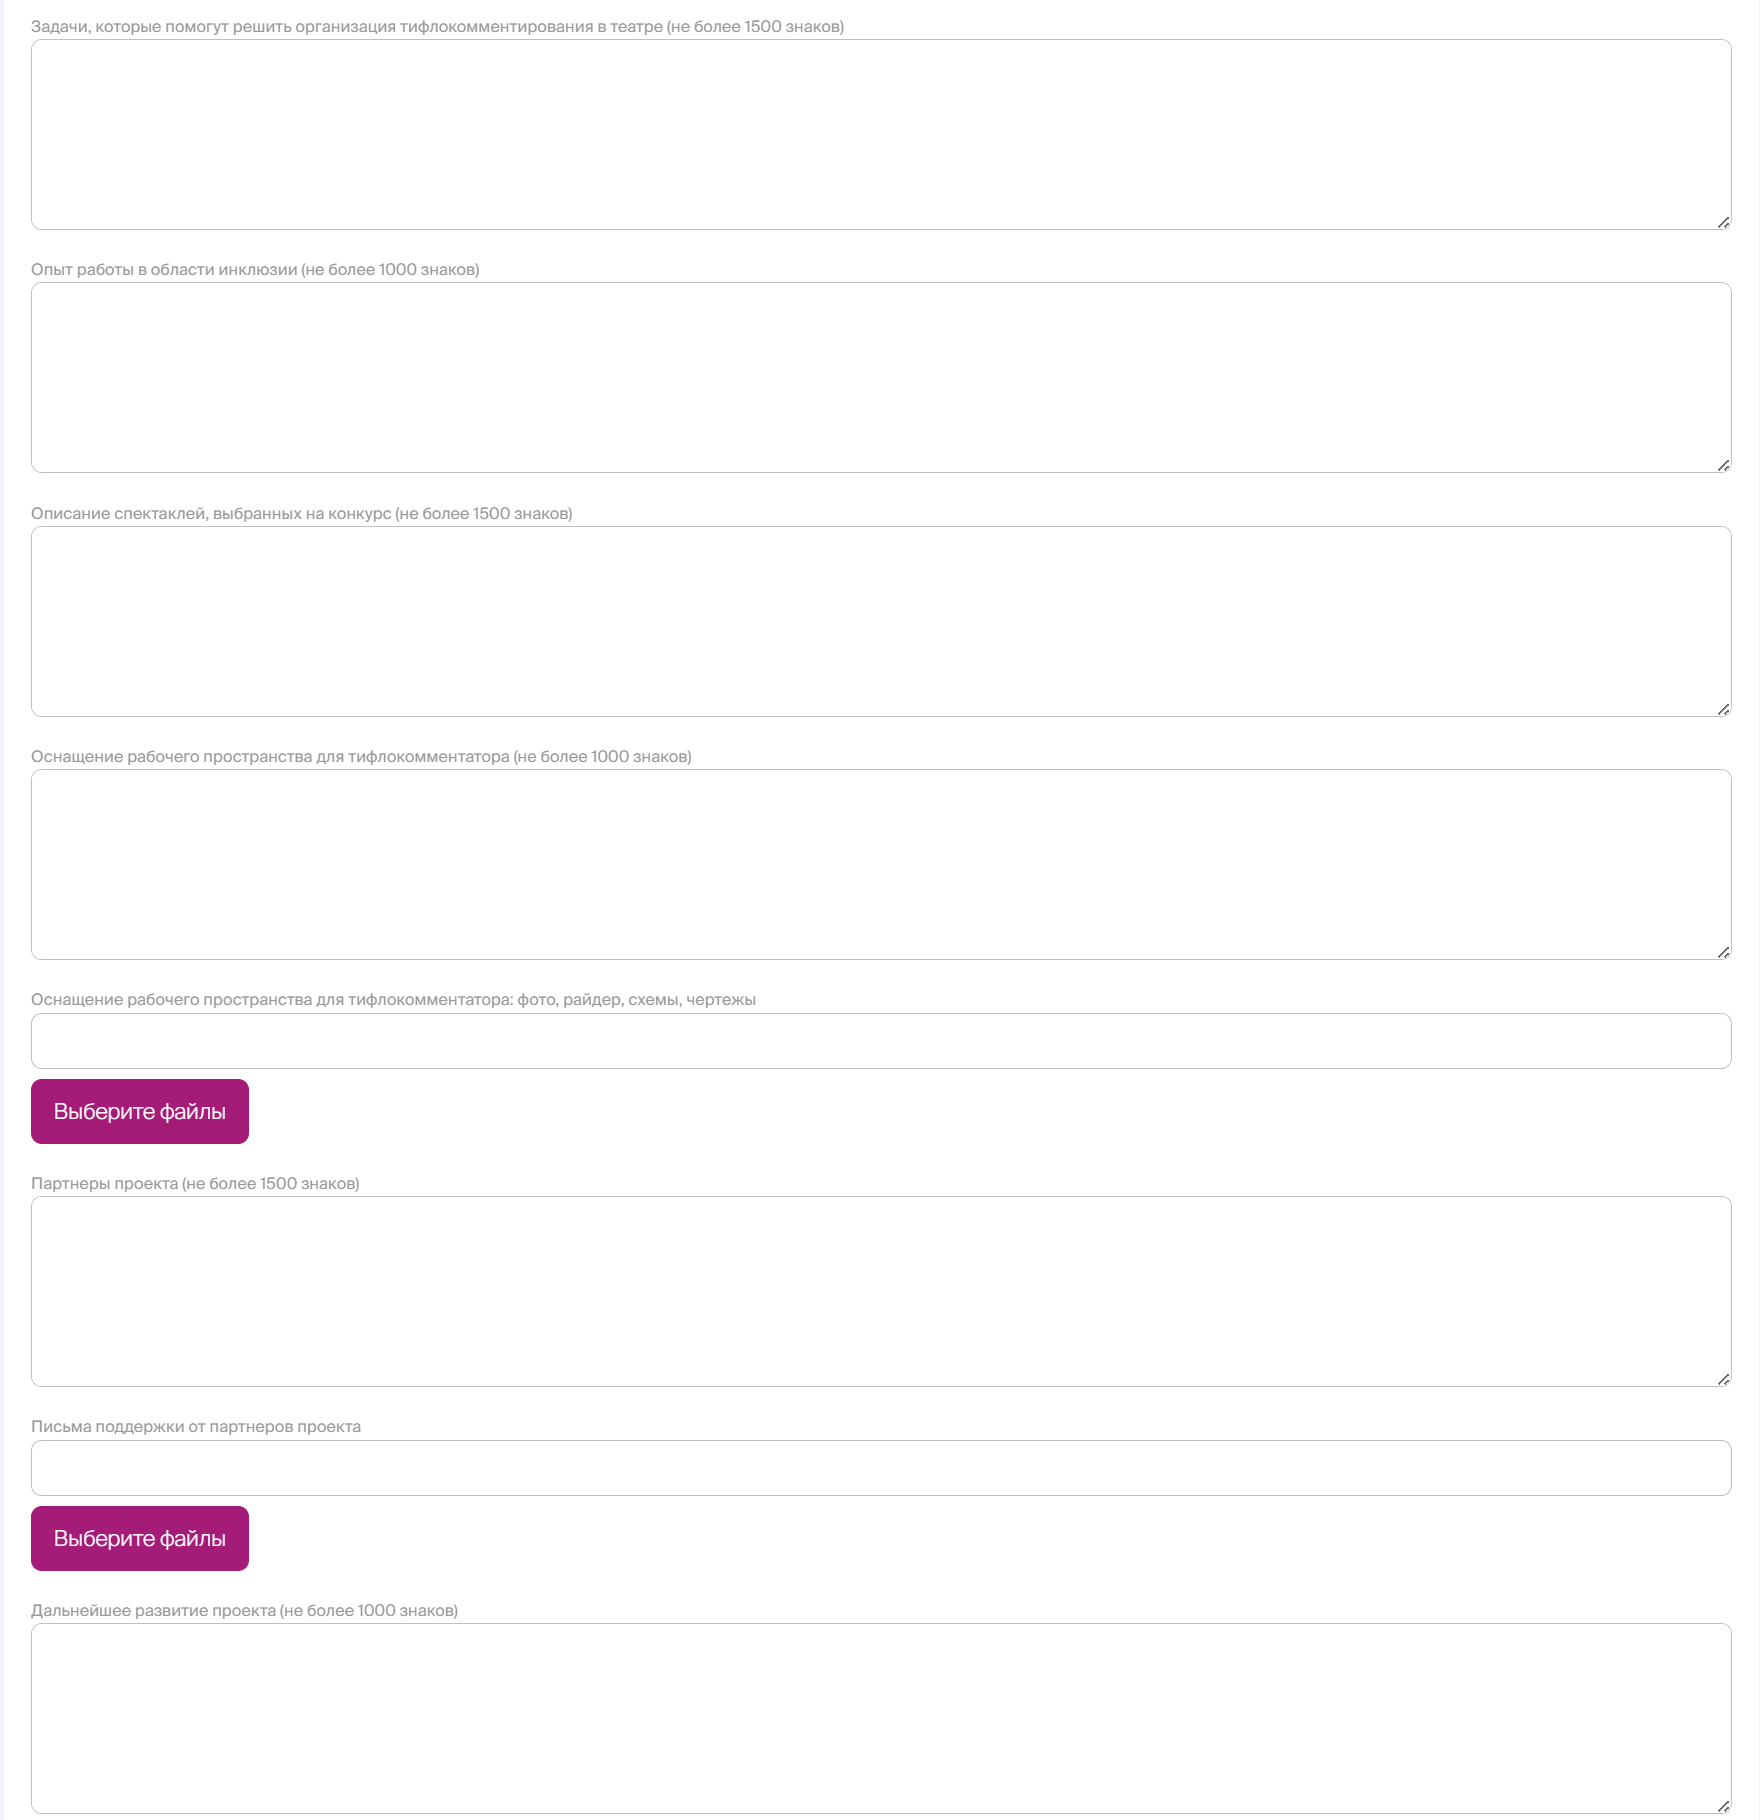 Задачи, которые помогут решить организация тифлокомментирования в театре (не более 1500 знаков)
Опыт работы в области инклюзии (не более 1000 знаков)
Описание спектаклей, выбранных на конкурс (не более 1500 знаков)
Оснащение рабочего пространства для тифлокомментатора (не более 1000 знаков)
Оснащение рабочего пространства для тифлокомментатора: фото, райдер, схемы, чертежы
Выберите файлы
Партнеры проекта (не более 1500 знаков)
Письма поддержки от партнеров проекта
Выберите файлы
Дальнейшее развитие проекта (не более 1000 знаков)